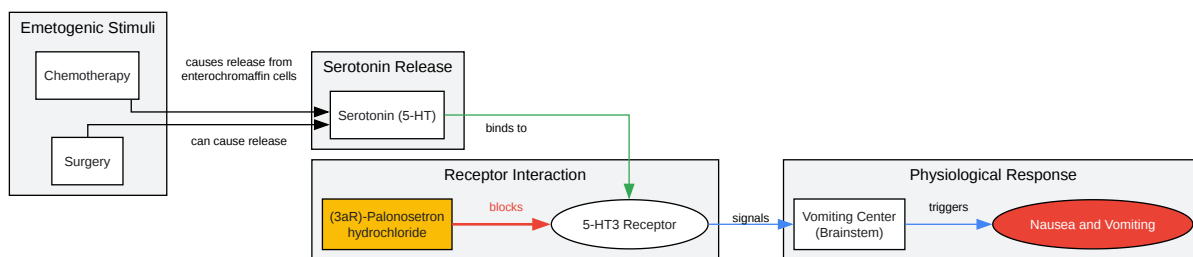 Emetogenic Stimuli
Chemotherapy
Surgery
causes release from
enterochromaffin cells
can cause release
Serotonin Release
Serotonin (5-HT)
binds to
Receptor Interaction
(3aR)-Palonosetron
hydrochloride
blocks
5-HT3 Receptor
signals
Physiological Response
Vomiting Center
(Brainstem)
triggers
Nausea and Vomiting